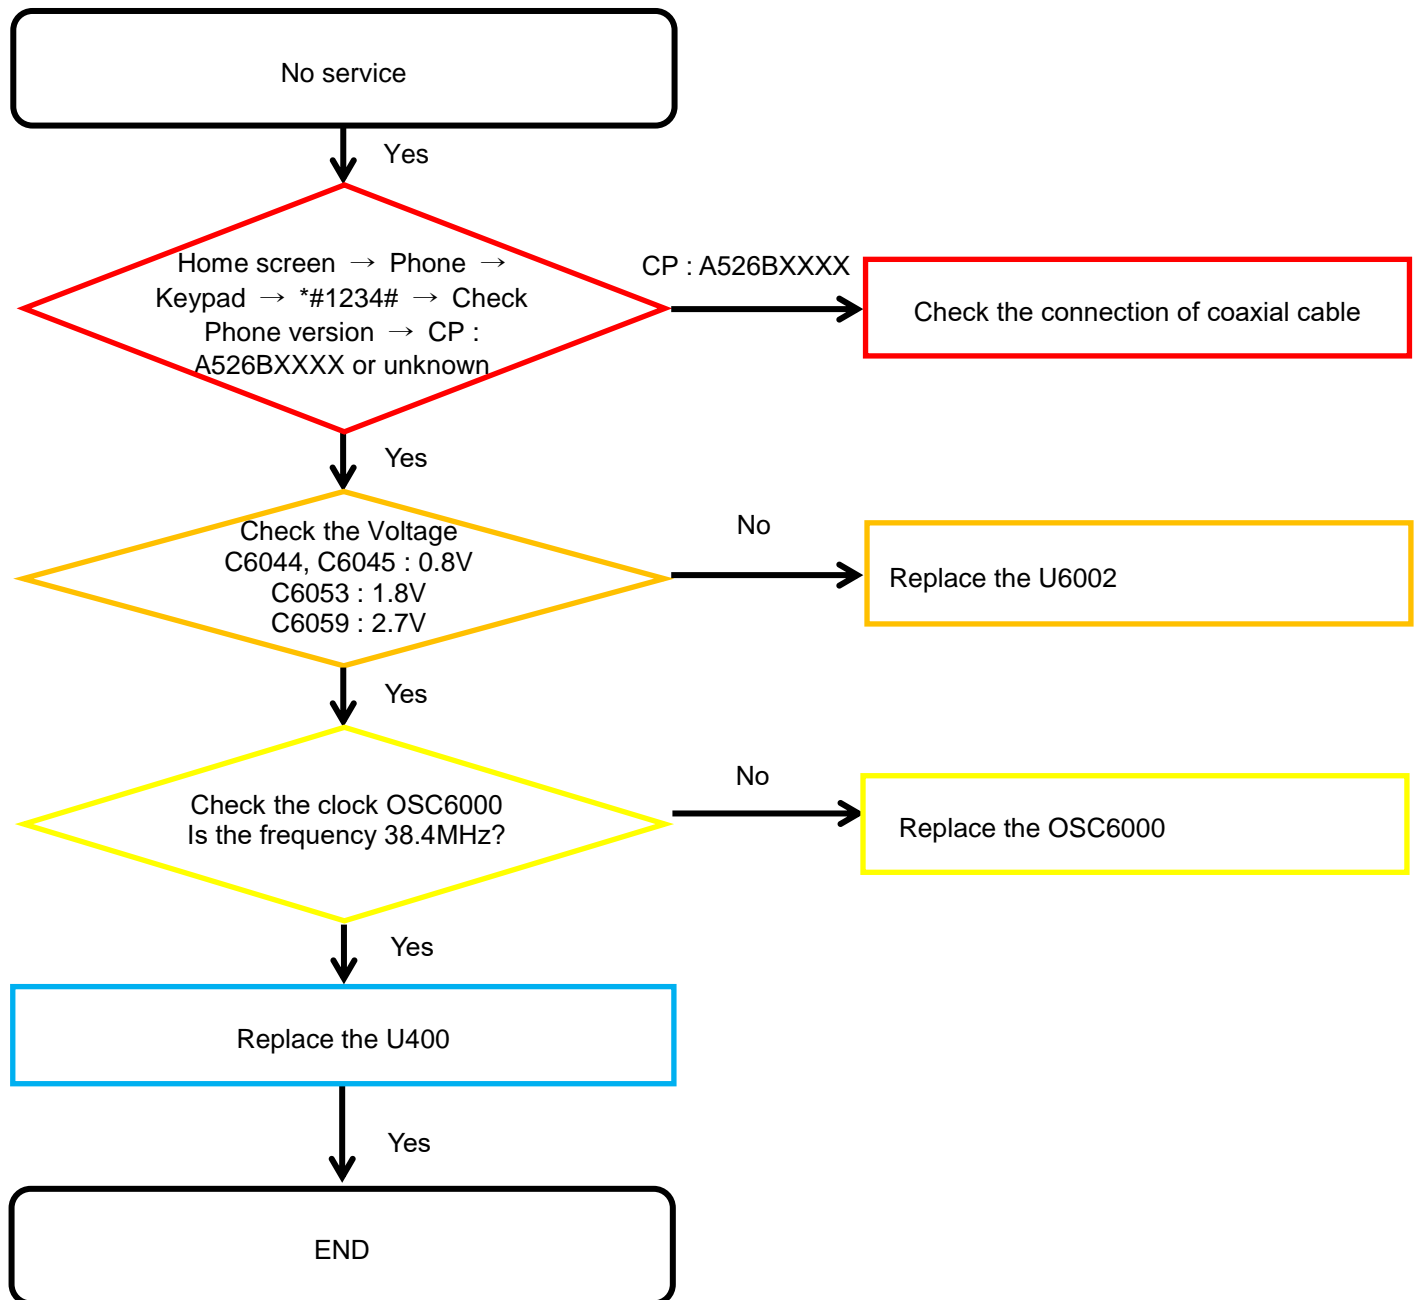 No service
Yes
Home screen → Phone →
Keypad → *#1234# → Check
Phone version → CP :
A526BXXXX or unknown
CP : A526BXXXX
Check the connection of coaxial cable
Yes
Check the Voltage
C6044, C6045 : 0.8V
C6053 : 1.8V
C6059 : 2.7V
No
Replace the U6002
Yes
Check the clock OSC6000
Is the frequency 38.4MHz?
No
Replace the OSC6000
Yes
Replace the U400
Yes
END